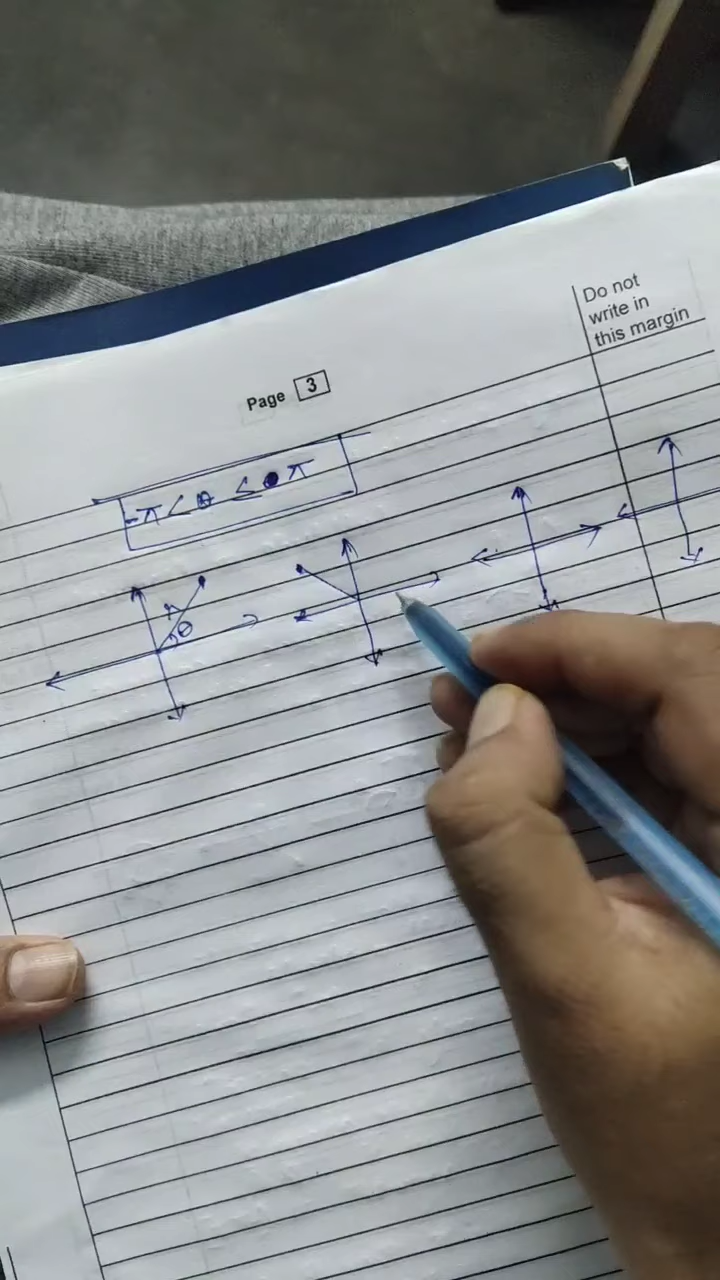 Do not
write in
this margin
Page 3
-π < θ ≤ π
θ